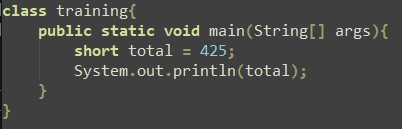 class training{
    public static void main(String[] args){
        short total = 425;
        System.out.println(total);
    }
}